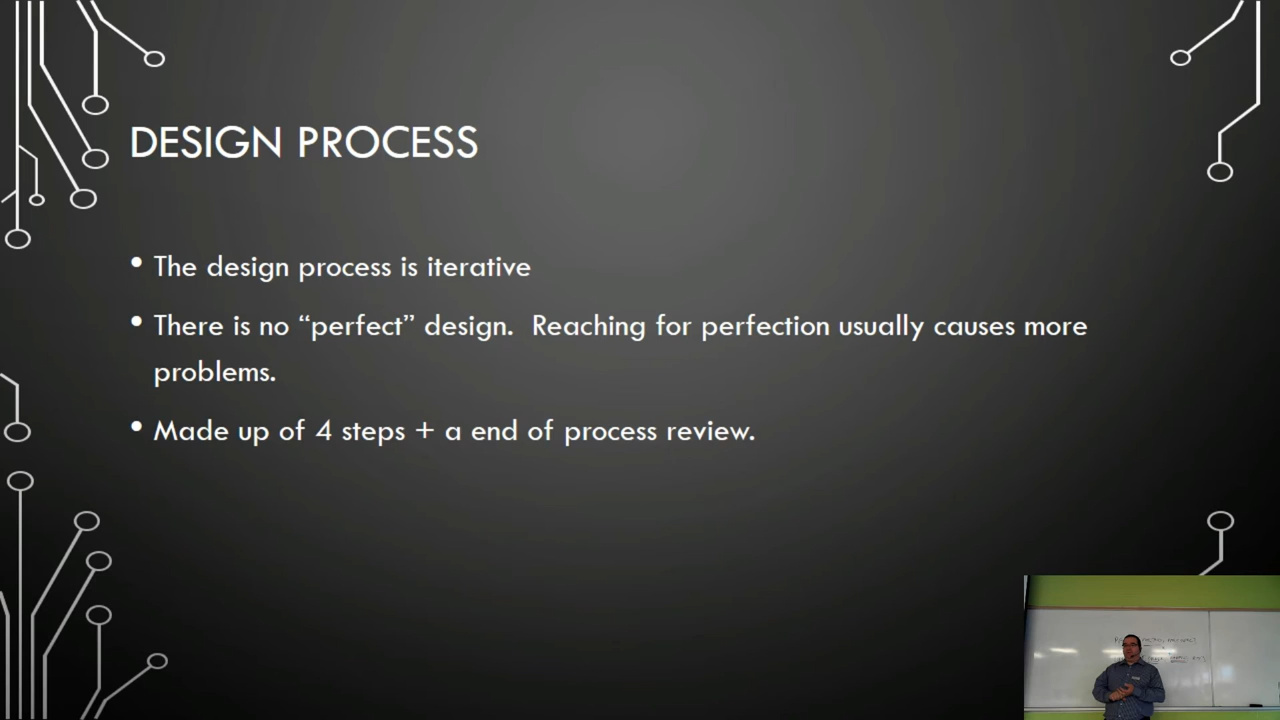 DESIGN PROCESS
• The design process is iterative
• There is no “perfect” design.  Reaching for perfection usually causes more
problems.
• Made up of 4 steps + a end of process review.